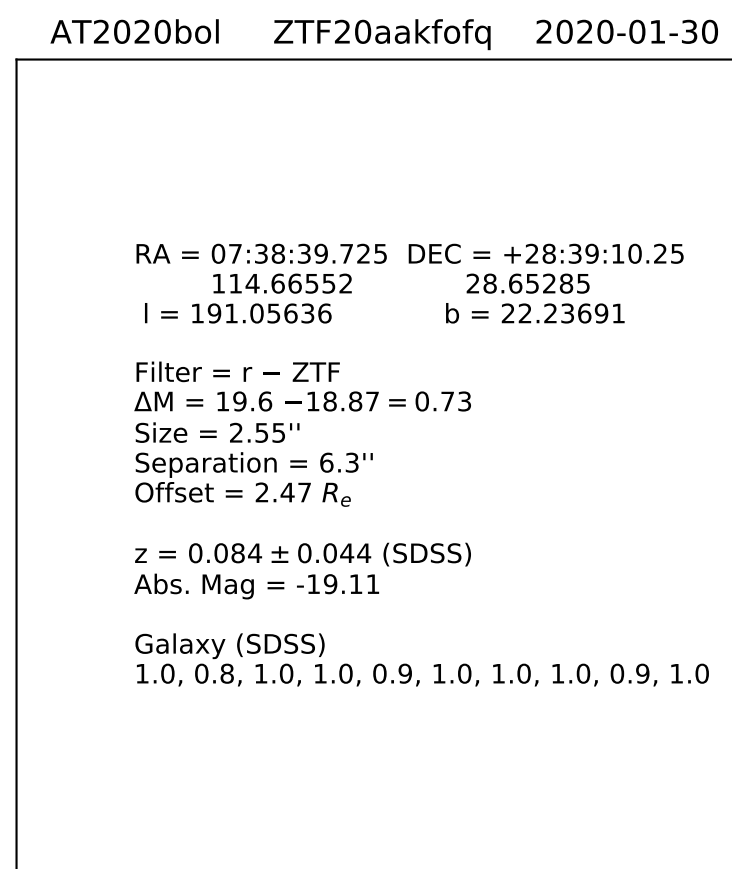 AT2020bol ZTF20aakfofq 2020-01-30
RA = 07:38:39.725 DEC = +28:39:10.25
114.66552 28.65285
l = 191.05636 b = 22.23691
Filter = r − ZTF
ΔM = 19.6 −18.87 = 0.73
Size = 2.55''
Separation = 6.3''
Offset = 2.47 Rₑ
z = 0.084 ± 0.044 (SDSS)
Abs. Mag = -19.11
Galaxy (SDSS)
1.0, 0.8, 1.0, 1.0, 0.9, 1.0, 1.0, 1.0, 0.9, 1.0